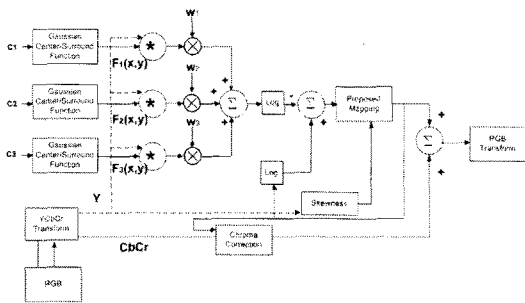 W1
C1
Gaussian
Center/Surround
Function
*
F1(x,y)
W2
C2
Gaussian
Center/Surround
Function
*
F2(x,y)
W3
C3
Gaussian
Center/Surround
Function
*
F3(x,y)
+
+
+
Σ
Log
-
Σ
+
Proposed
Mapping
+
Σ
+
RGB
Transform
Log
Skewness
Y
YCbCr
Transform
CbCr
Chroma
Correction
RGB